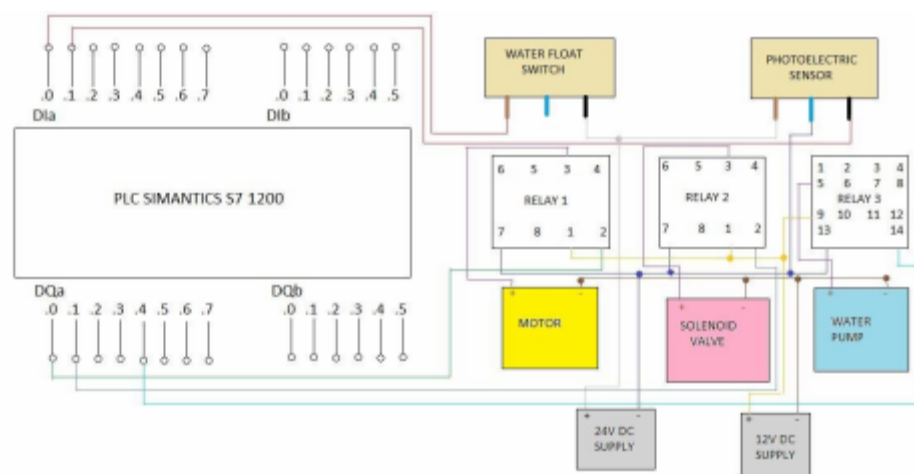 .0 .1 .2 .3 .4 .5 .6 .7
DIa
.0 .1 .2 .3 .4 .5
DIb
WATER FLOAT
SWITCH
PHOTOELECTRIC
SENSOR
PLC SIMANTICS S7 1200
6 5 3 4
RELAY 1
7 8 1 2
6 5 3 4
RELAY 2
7 8 1 2
1 2 3 4
5 6 7 8
RELAY 3
9 10 11 12
13 14
DQa
.0 .1 .2 .3 .4 .5 .6 .7
DQb
.0 .1 .2 .3 .4 .5
+ -
MOTOR
+ -
SOLENOID
VALVE
+ -
WATER
PUMP
+ -
24V DC
SUPPLY
+ -
12V DC
SUPPLY